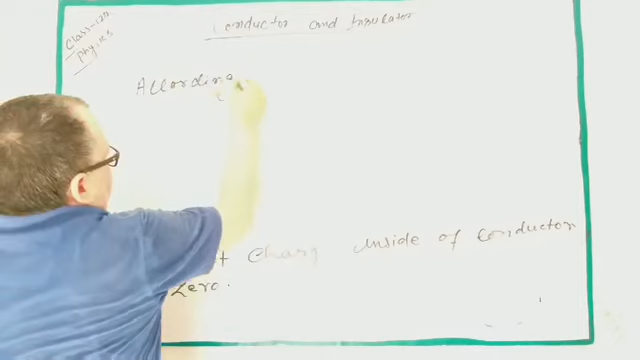 Class-12th
Physics
Conductor and Insulator
According
Charg inside of conductor
Zero.